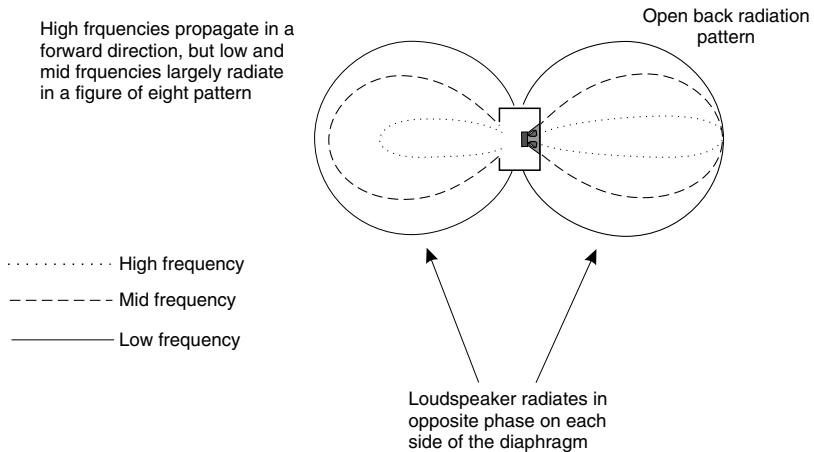 High frquencies propagate in a
forward direction, but low and
mid frquencies largely radiate
in a figure of eight pattern
Open back radiation
pattern
High frequency
Mid frequency
Low frequency
Loudspeaker radiates in
opposite phase on each
side of the diaphragm